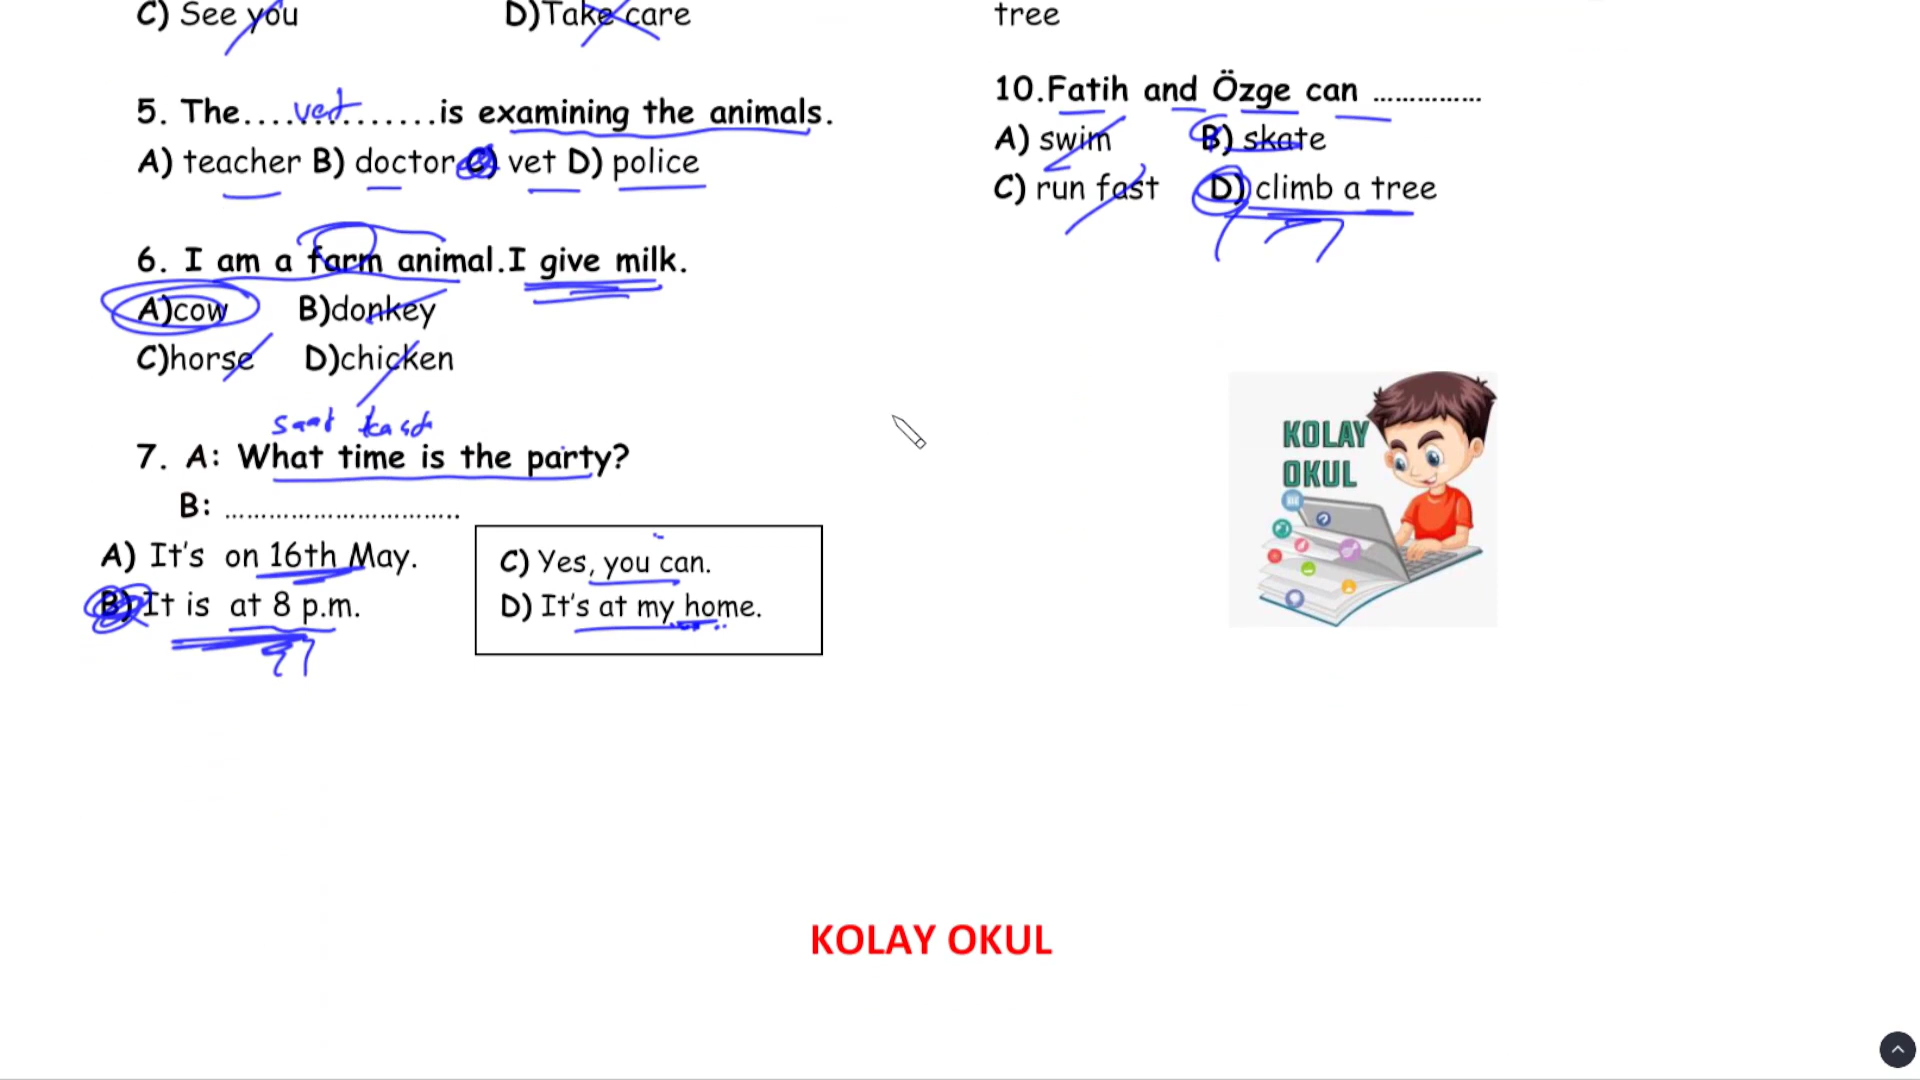 C) See you D)Take care
5. The....vet.........is examining the animals.
A) teacher B) doctor C) vet D) police
6. I am a farm animal.I give milk.
A)cow B)donkey
C)horse D)chicken
saat kaçta
7. A: What time is the party?
B: ................................
A) It's on 16th May.
B) It is at 8 p.m.
C) Yes, you can.
D) It's at my home.
tree
10.Fatih and Özge can ...............
A) swim B) skate
C) run fast D) climb a tree
KOLAY
OKUL
KOLAY OKUL